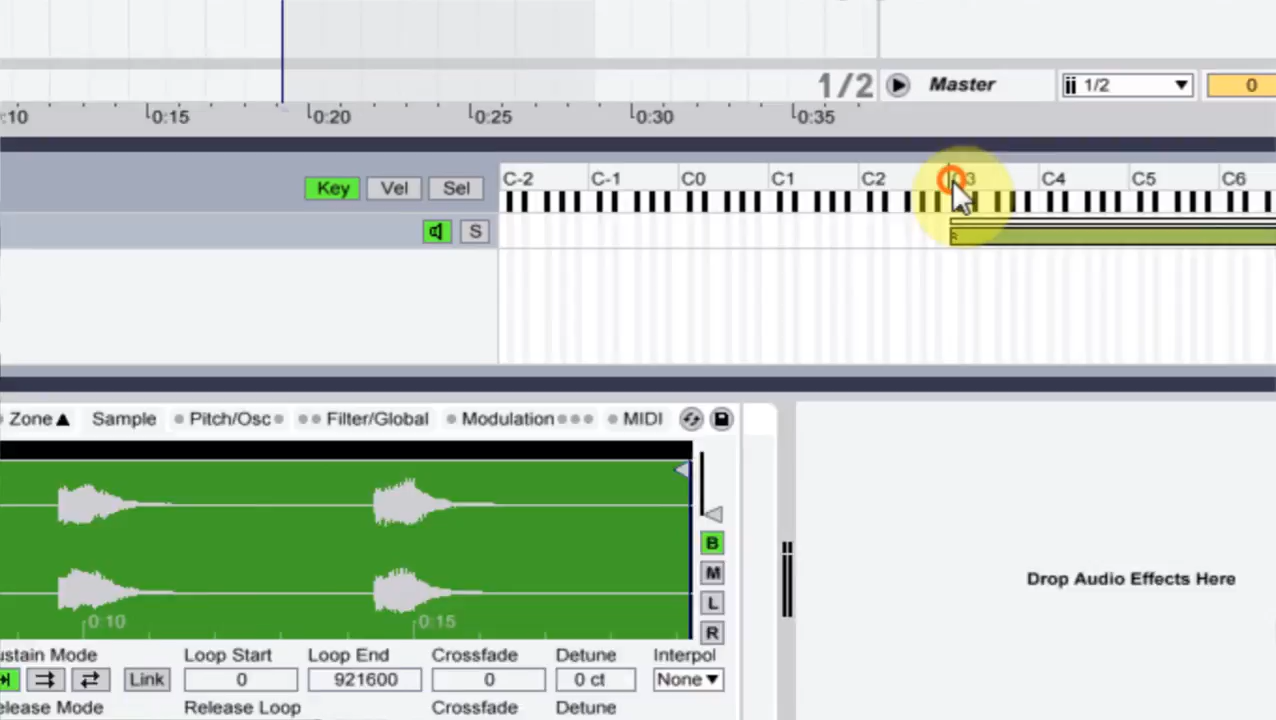 1/2 Master 1/2 0
:10 0:15 0:20 0:25 0:30 0:35
Key Vel Sel C-2 C-1 C0 C1 C2 C3 C4 C5 C6
S
R
Zone Sample Pitch/Osc Filter/Global Modulation MIDI
B
M
L
R
0:10 0:15
Drop Audio Effects Here
ustain Mode Loop Start Loop End Crossfade Detune Interpol
Link 0 921600 0 0 ct None
elease Mode Release Loop Crossfade Detune